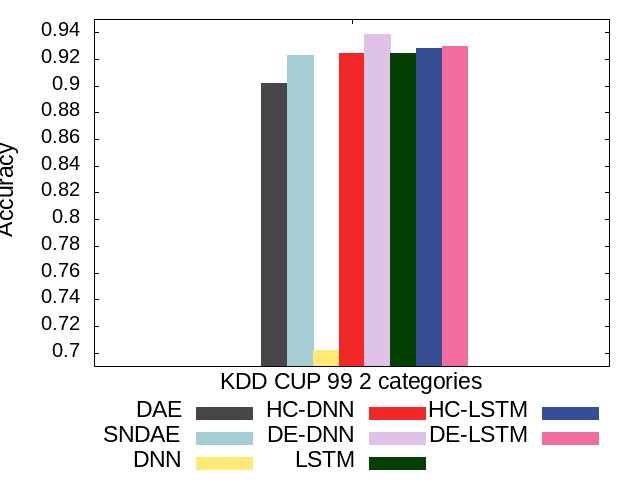 0.94
0.92
0.9
0.88
0.86
0.84
0.82
0.8
0.78
0.76
0.74
0.72
0.7
Accuracy
KDD CUP 99 2 categories
DAE HC-DNN HC-LSTM
SNDAE DE-DNN DE-LSTM
DNN LSTM